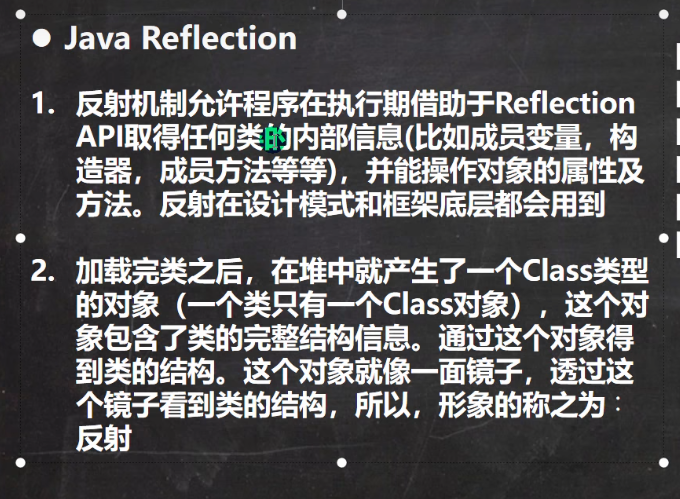 ● Java Reflection
1. 反射机制允许程序在执行期借助于Reflection
API取得任何类的内部信息(比如成员变量，构
造器，成员方法等等)，并能操作对象的属性及
方法。反射在设计模式和框架底层都会用到
2. 加载完类之后，在堆中就产生了一个Class类型
的对象（一个类只有一个Class对象），这个对
象包含了类的完整结构信息。通过这个对象得
到类的结构。这个对象就像一面镜子，透过这
个镜子看到类的结构，所以，形象的称之为：
反射